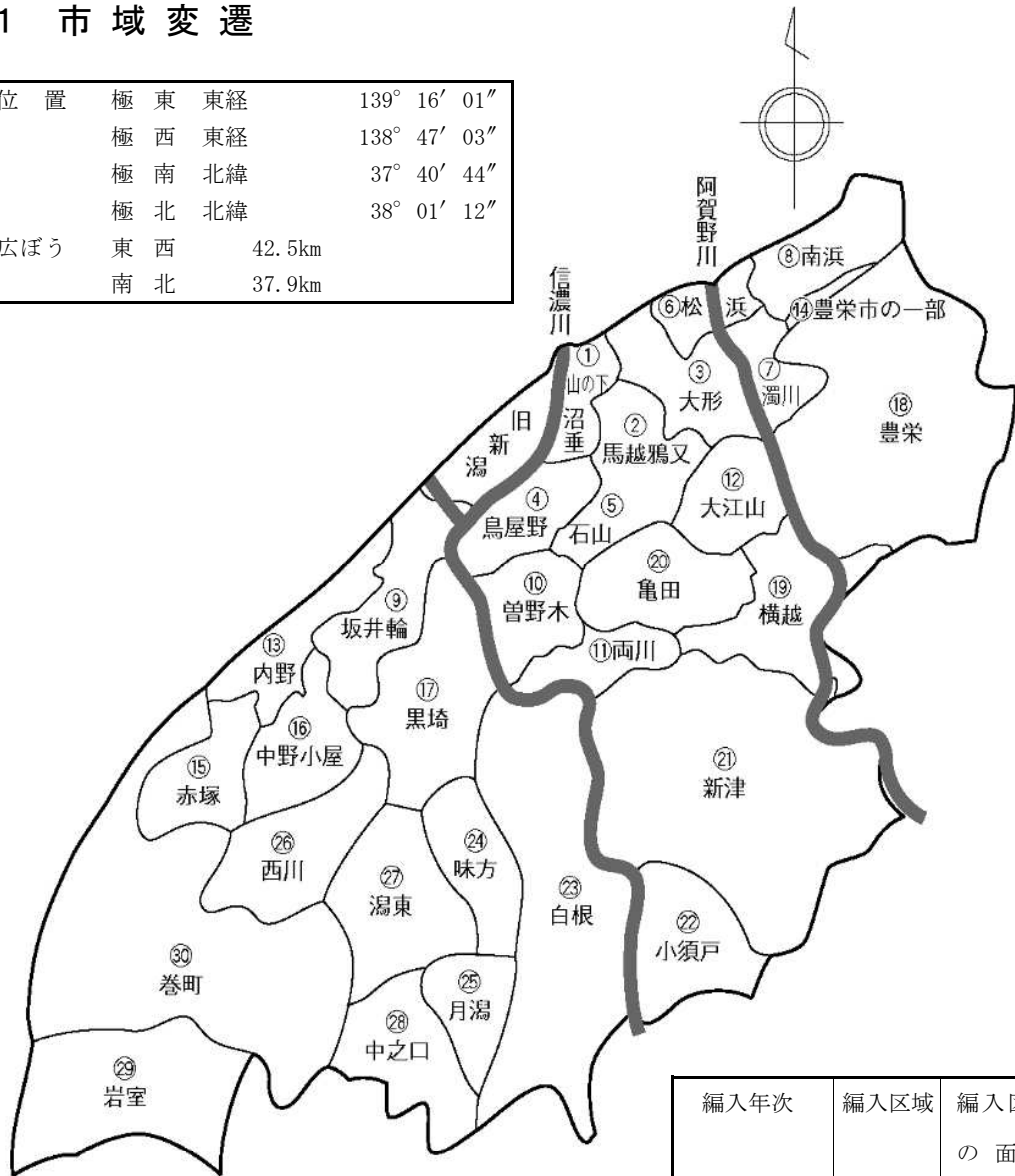 1 市域変遷
位置 極東 東経 139° 16′ 01″
極西 東経 138° 47′ 03″
極南 北緯 37° 40′ 44″
極北 北緯 38° 01′ 12″
広ぼう 東西 42.5km
南北 37.9km
阿賀野川
信濃川
⑧南浜
⑥松浜
⑭豊栄市の一部
①
山の下
③
大形
⑦
濁川
⑱
豊栄
旧新潟
沼垂
②
馬越鴉又
⑫
大江山
④
鳥屋野
⑤
石山
⑳
亀田
⑲
横越
⑩
曽野木
⑨
坂井輪
⑪両川
⑬
内野
⑰
黒埼
⑯
中野小屋
⑮
赤塚
㉑
新津
㉖
西川
㉔
味方
㉗
潟東
㉓
白根
㉒
小須戸
㉚
巻町
㉕
月潟
㉘
中之口
㉙
岩室
編入年次 編入区域 編入区
の面